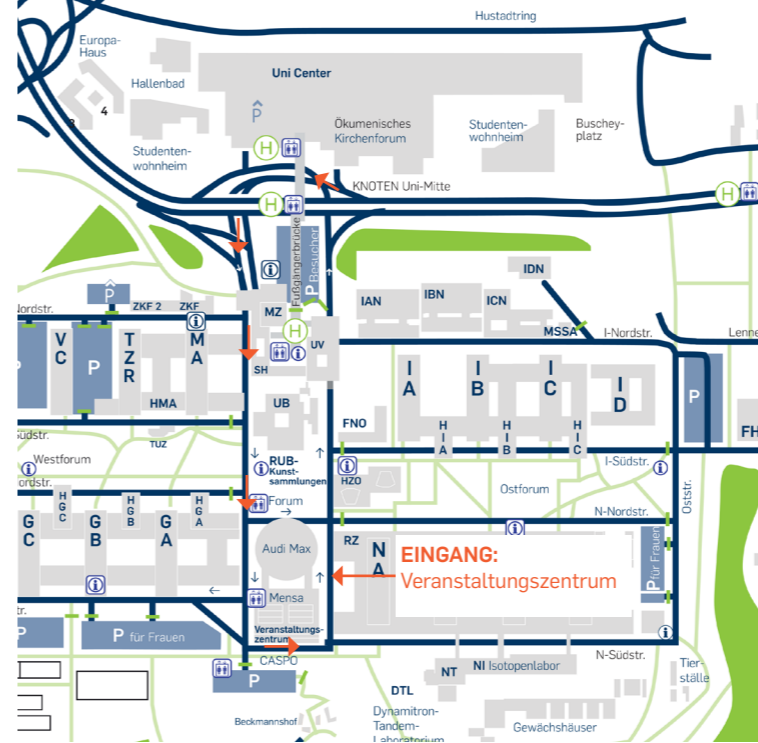 Hustadtring
Europa-
Haus
Hallenbad
4
Uni Center
P
Ökumenisches
Kirchenforum
Studenten-
wohnheim
Buschey-
platz
Studenten-
wohnheim
H
KNOTEN Uni-Mitte
H
H
Fußgängerbrücke
P Besucher
i
IDN
P
ZKF 2
ZKF
MZ
IAN
IBN
ICN
Nordstr.
i
H
i
UV
MSSA
I-Nordstr.
Lenne
VC
P
TZR
MA
SH
IA
IB
IC
ID
P
P
HMA
UB
FNO
HIA
HIB
HIC
FH
Südstr.
TUZ
Westforum
i
i
RUB-
Kunst-
sammlungen
i
HZO
I-Südstr.
i
Nordstr.
HGC
HGB
HGA
Forum
Ostforum
Oststr.
N-Nordstr.
GC
GB
GA
Audi Max
RZ
NA
i
EINGANG:
Veranstaltungszentrum
P für Frauen
i
Mensa
tr.
P
P für Frauen
Veranstaltungs-
zentrum
i
CASPO
N-Südstr.
P
NT
NI Isotopenlabor
Tier-
ställe
DTL
Beckmannshof
Dynamitron-
Tandem-
Laboratorium
Gewächshäuser